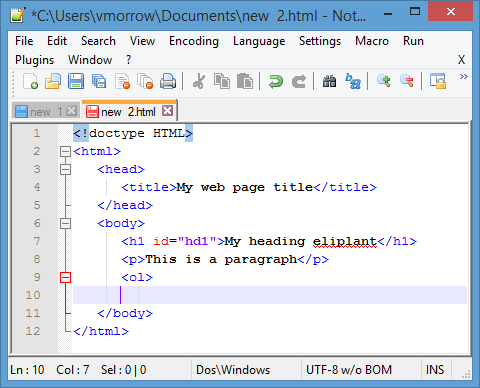 *C:\Users\vmorrow\Documents\new 2.html - Not...
File Edit Search View Encoding Language Settings Macro Run
Plugins Window ? X
new 1 new 2.html
1 <!doctype HTML>
2 <html>
3 <head>
4 <title>My web page title</title>
5 </head>
6 <body>
7 <h1 id="hd1">My heading eliplant</h1>
8 <p>This is a paragraph</p>
9 <ol>
10
11 </body>
12 </html>
Ln : 10 Col : 7 Sel : 0 | 0 Dos\Windows UTF-8 w/o BOM INS